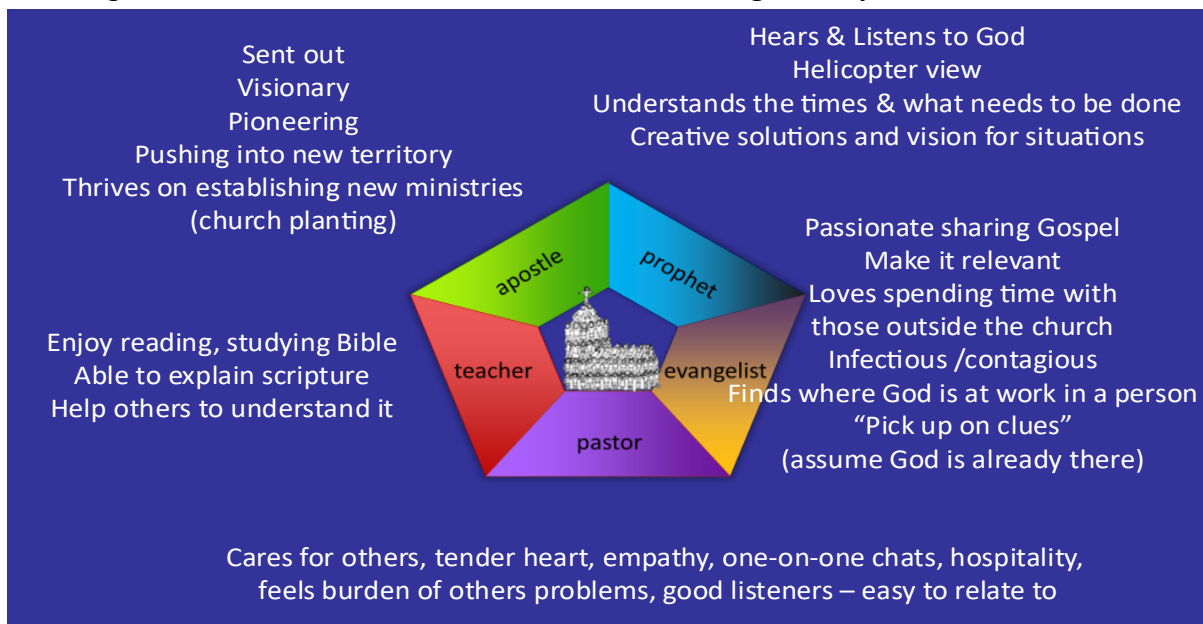 Sent out
Visionary
Pioneering
Pushing into new territory
Thrives on establishing new ministries
(church planting)
Hears & Listens to God
Helicopter view
Understands the times & what needs to be done
Creative solutions and vision for situations
apostle
prophet
Passionate sharing Gospel
Make it relevant
Loves spending time with
those outside the church
Infectious /contagious
Finds where God is at work in a person
“Pick up on clues”
(assume God is already there)
Enjoy reading, studying Bible
Able to explain scripture
Help others to understand it
teacher
evangelist
pastor
Cares for others, tender heart, empathy, one-on-one chats, hospitality,
feels burden of others problems, good listeners – easy to relate to